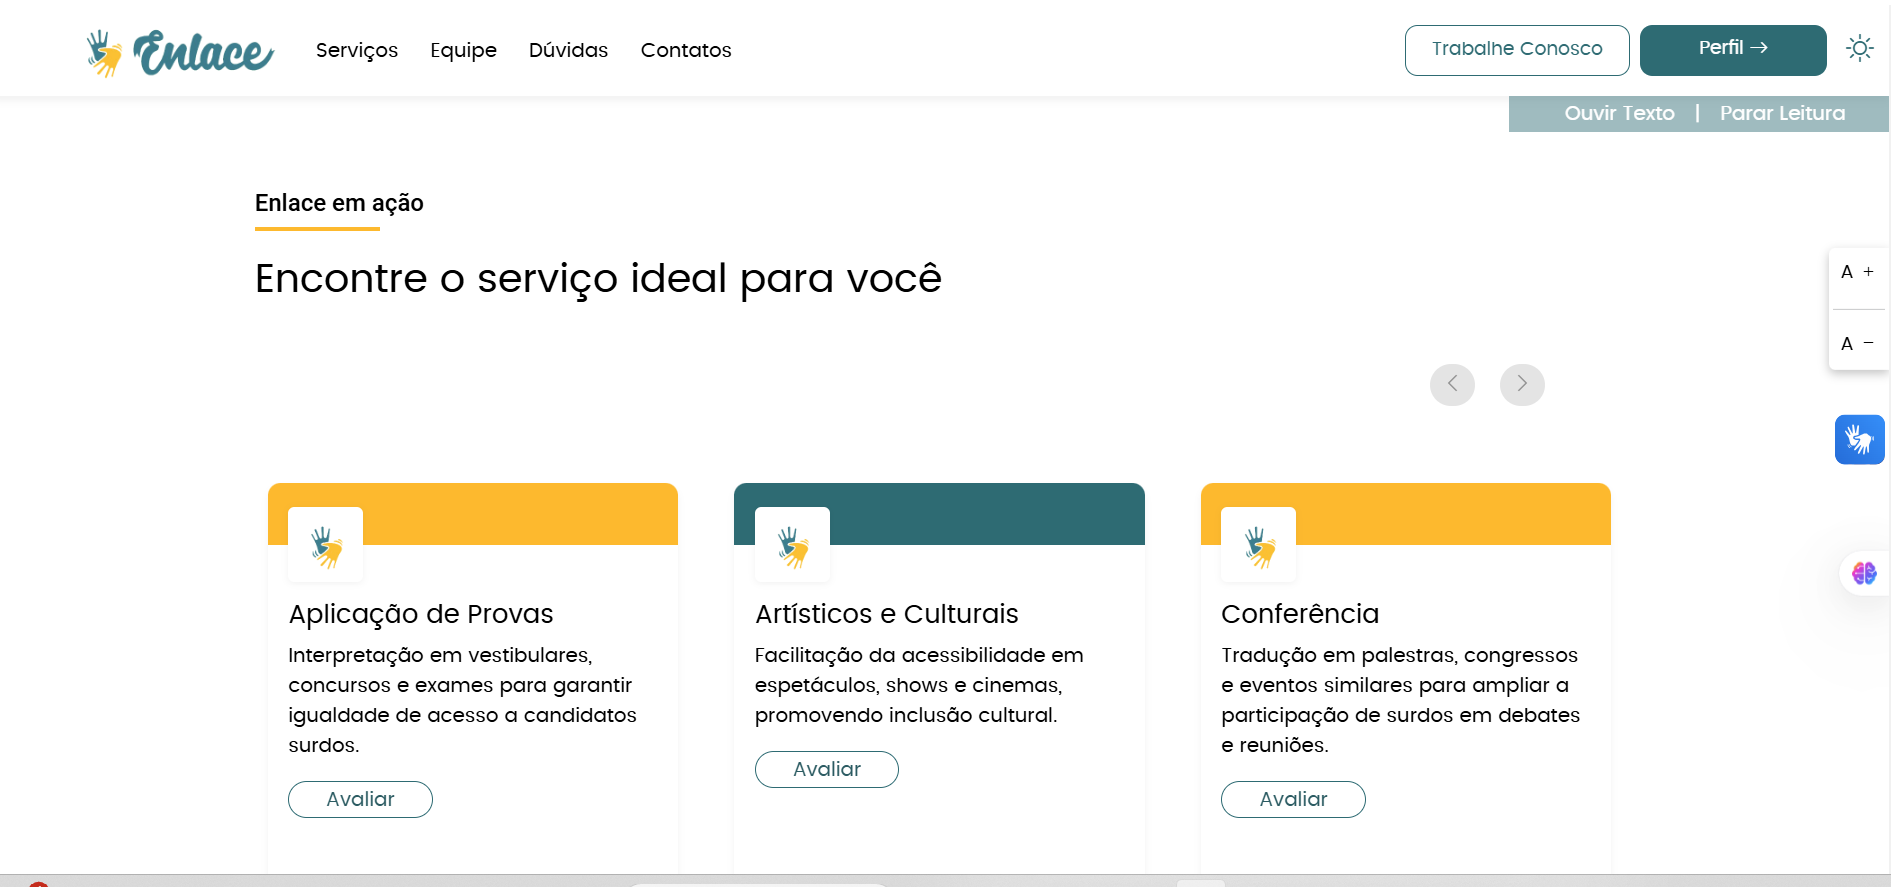 Enlace
Serviços
Equipe
Dúvidas
Contatos
Trabalhe Conosco
Perfil →
Ouvir Texto | Parar Leitura
Enlace em ação
Encontre o serviço ideal para você
A +
A −
Aplicação de Provas
Interpretação em vestibulares,
concursos e exames para garantir
igualdade de acesso a candidatos
surdos.
Avaliar
Artísticos e Culturais
Facilitação da acessibilidade em
espetáculos, shows e cinemas,
promovendo inclusão cultural.
Avaliar
Conferência
Tradução em palestras, congressos
e eventos similares para ampliar a
participação de surdos em debates
e reuniões.
Avaliar